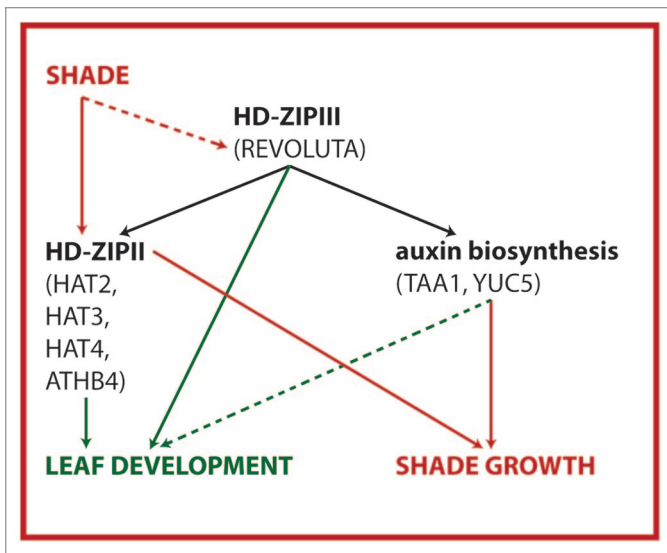 SHADE
HD-ZIPIII
(REVOLUTA)
HD-ZIPII
(HAT2,
HAT3,
HAT4,
ATHB4)
auxin biosynthesis
(TAA1, YUC5)
LEAF DEVELOPMENT
SHADE GROWTH